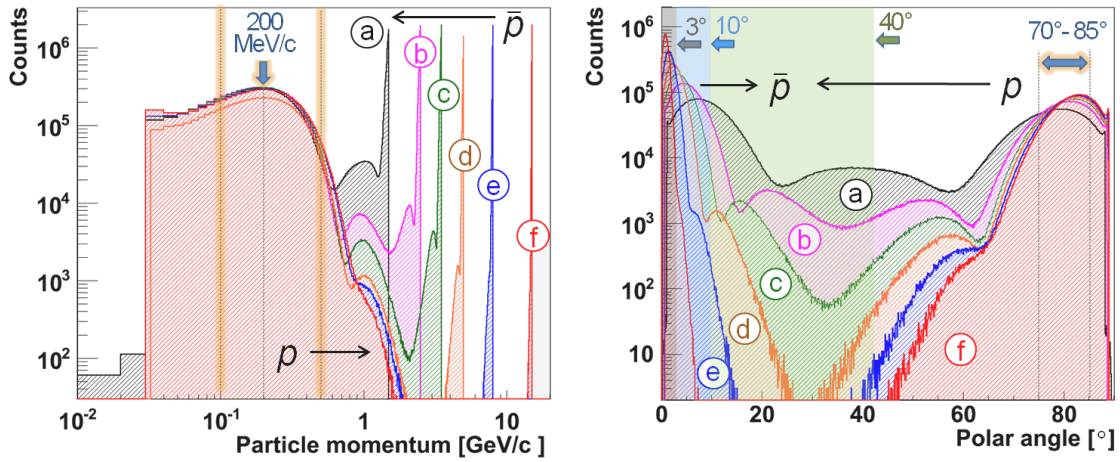 Counts
10⁶
10⁵
10⁴
10³
10²
200
MeV/c
p̅
a
b
c
d
e
f
p
10⁻²
10⁻¹
1
10
Particle momentum [GeV/c ]
Counts
10⁶
10⁵
10⁴
10³
10²
10
3°
10°
40°
70°- 85°
p̅
p
a
b
c
d
e
f
0
20
40
60
80
Polar angle [°]